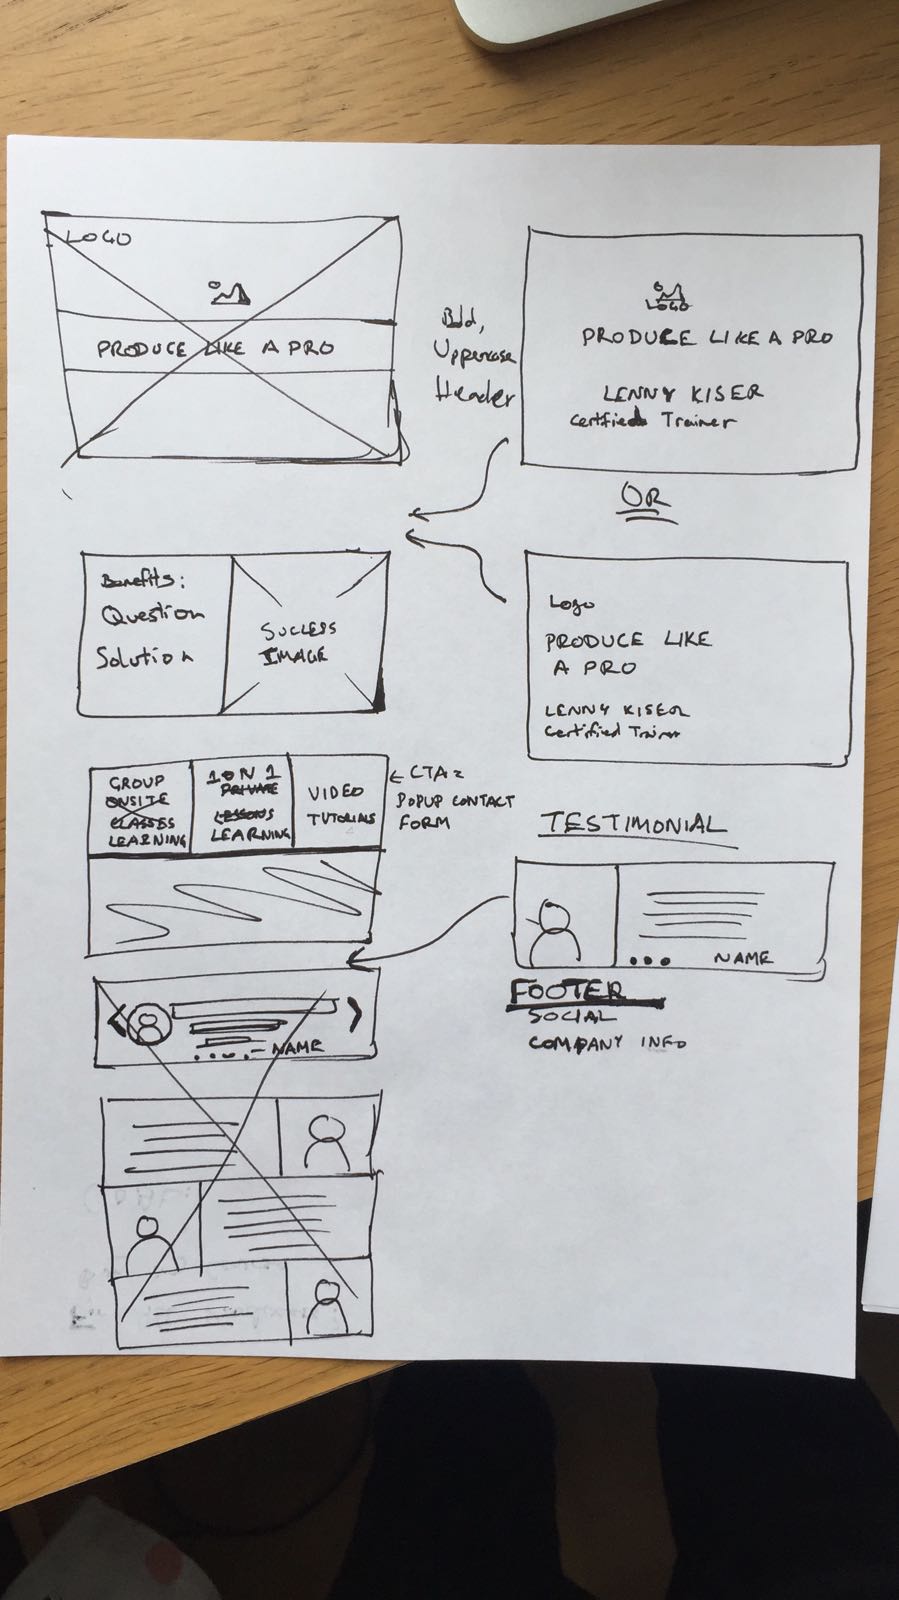 LOGO
PRODUCE LIKE A PRO
Bold,
Uppercase
Header
LOGO
PRODUCE LIKE A PRO
LENNY KISER
Certified Trainer
OR
Benefits:
Question
Solution
SUCCESS
IMAGE
Logo
PRODUCE LIKE
A PRO
LENNY KISER
Certified Trainer
GROUP
ONSITE
CLASSES
LEARNING
1 ON 1
PRIVATE
LESSONS
LEARNING
VIDEO
TUTORIALS
← CTA =
POPUP CONTACT
FORM
TESTIMONIAL
NAME
FOOTER
SOCIAL
COMPANY INFO
NAME